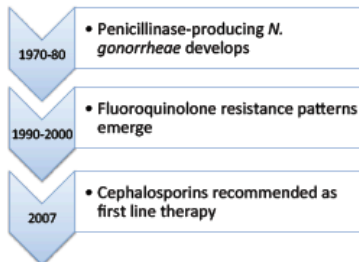 1970-80
• Penicillinase-producing N.
gonorrheae develops
1990-2000
• Fluoroquinolone resistance patterns
emerge
2007
• Cephalosporins recommended as
first line therapy